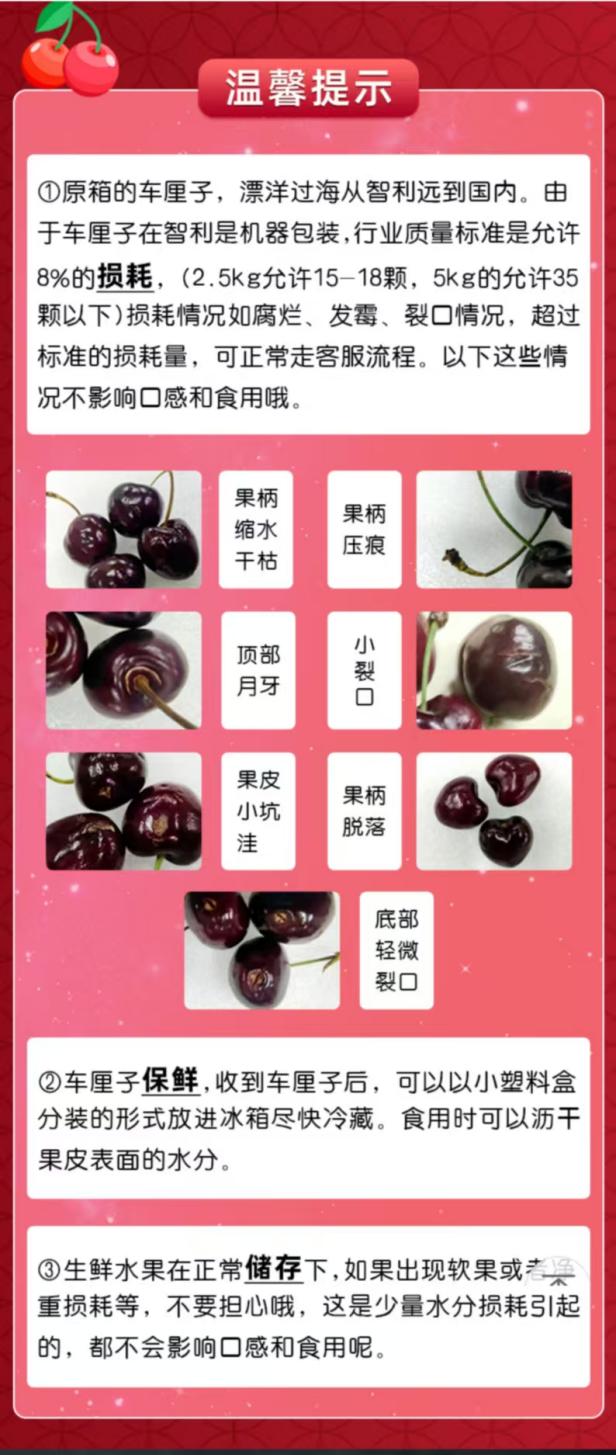 温馨提示
①原箱的车厘子，漂洋过海从智利远到国内。由
于车厘子在智利是机器包装,行业质量标准是允许
8%的损耗，(2.5kg允许15-18颗，5kg的允许35
颗以下)损耗情况如腐烂、发霉、裂口情况，超过
标准的损耗量，可正常走客服流程。以下这些情
况不影响口感和食用哦。
果柄
缩水
干枯
果柄
压痕
顶部
月牙
小
裂
口
果皮
小坑
洼
果柄
脱落
底部
轻微
裂口
②车厘子保鲜,收到车厘子后，可以以小塑料盒
分装的形式放进冰箱尽快冷藏。食用时可以沥干
果皮表面的水分。
③生鲜水果在正常储存下,如果出现软果或者净
重损耗等，不要担心哦，这是少量水分损耗引起
的，都不会影响口感和食用呢。